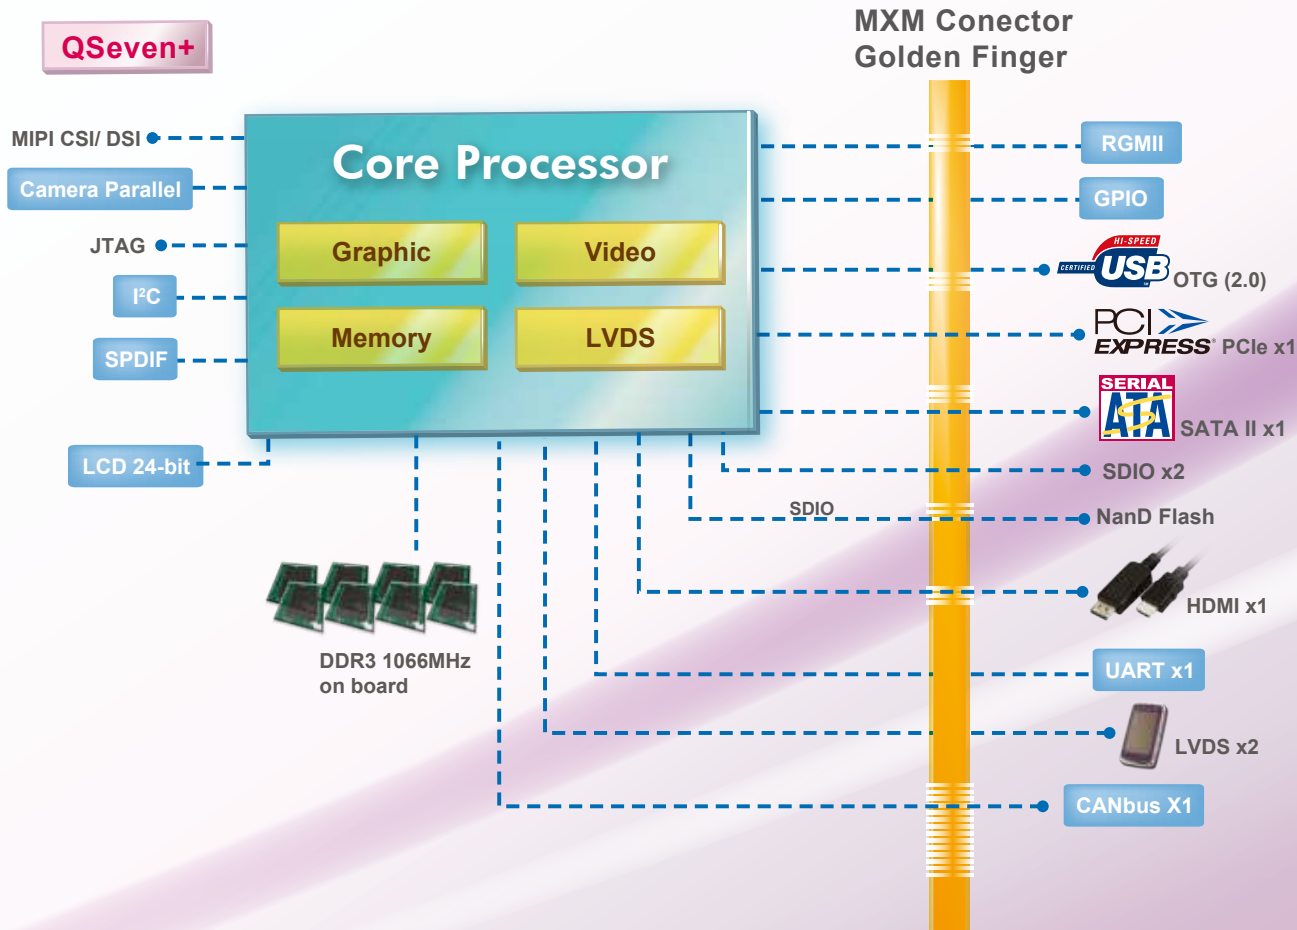 QSeven+
MXM Conector
Golden Finger
MIPI CSI/ DSI
Camera Parallel
JTAG
I²C
SPDIF
LCD 24-bit
Core Processor
Graphic
Video
Memory
LVDS
DDR3 1066MHz
on board
SDIO
RGMII
GPIO
HI-SPEED
CERTIFIED USB OTG (2.0)
PCI
EXPRESS® PCIe x1
SERIAL
ATA SATA II x1
SDIO x2
NanD Flash
HDMI x1
UART x1
LVDS x2
CANbus X1